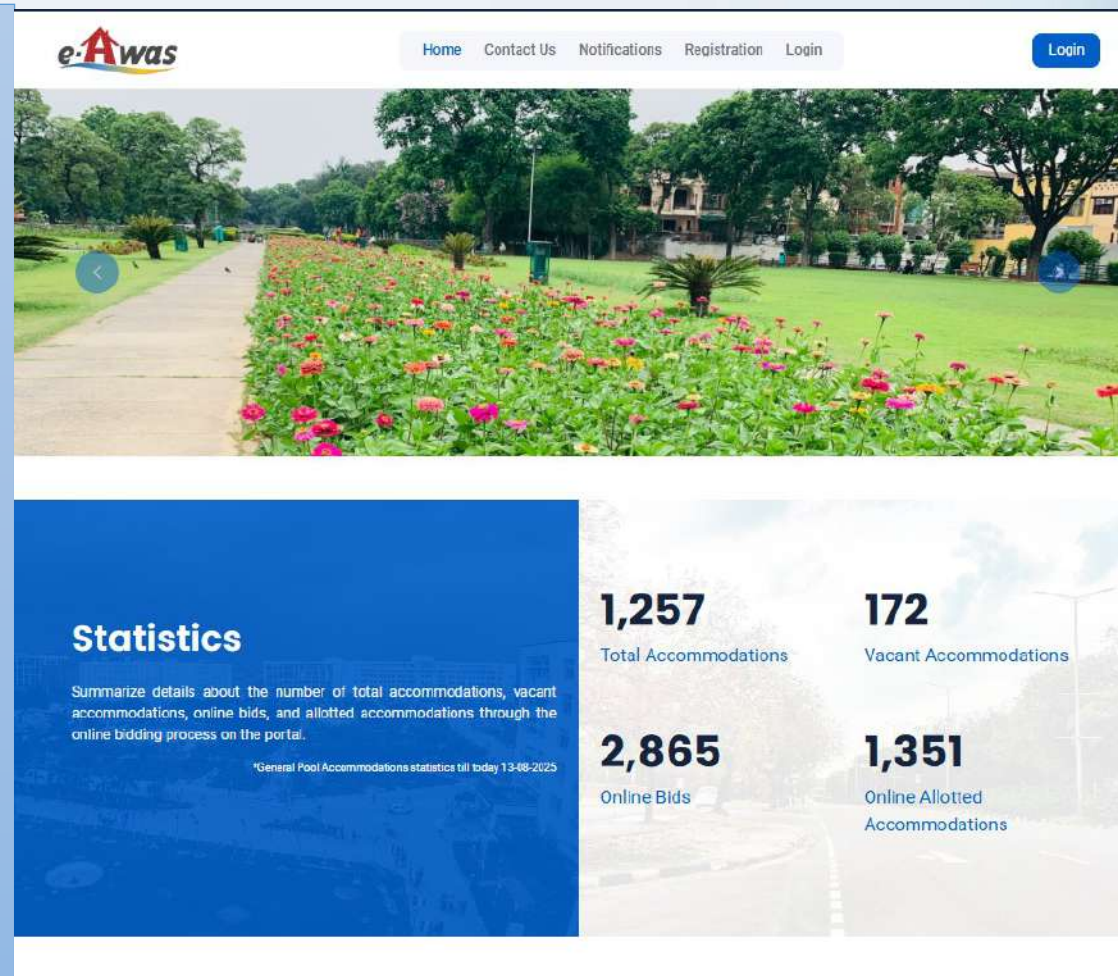 e-Awas
Home Contact Us Notifications Registration Login
Login
Statistics
Summarize details about the number of total accommodations, vacant
accommodations, online bids, and allotted accommodations through the
online bidding process on the portal.
*General Pool Accommodations statistics till today 13-08-2025
1,257
Total Accommodations
172
Vacant Accommodations
2,865
Online Bids
1,351
Online Allotted
Accommodations